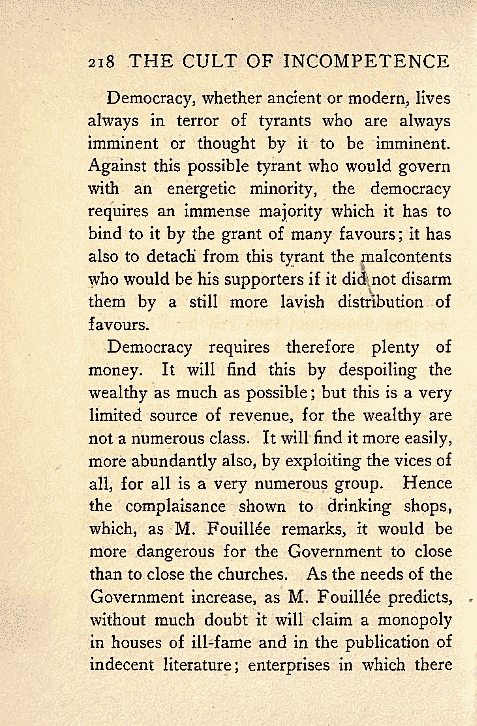 218 THE CULT OF INCOMPETENCE
Democracy, whether ancient or modern, lives
always in terror of tyrants who are always
imminent or thought by it to be imminent.
Against this possible tyrant who would govern
with an energetic minority, the democracy
requires an immense majority which it has to
bind to it by the grant of many favours; it has
also to detach from this tyrant the malcontents
who would be his supporters if it did not disarm
them by a still more lavish distribution of
favours.
Democracy requires therefore plenty of
money. It will find this by despoiling the
wealthy as much as possible; but this is a very
limited source of revenue, for the wealthy are
not a numerous class. It will find it more easily,
more abundantly also, by exploiting the vices of
all, for all is a very numerous group. Hence
the complaisance shown to drinking shops,
which, as M. Fouillée remarks, it would be
more dangerous for the Government to close
than to close the churches. As the needs of the
Government increase, as M. Fouillée predicts,
without much doubt it will claim a monopoly
in houses of ill-fame and in the publication of
indecent literature; enterprises in which there